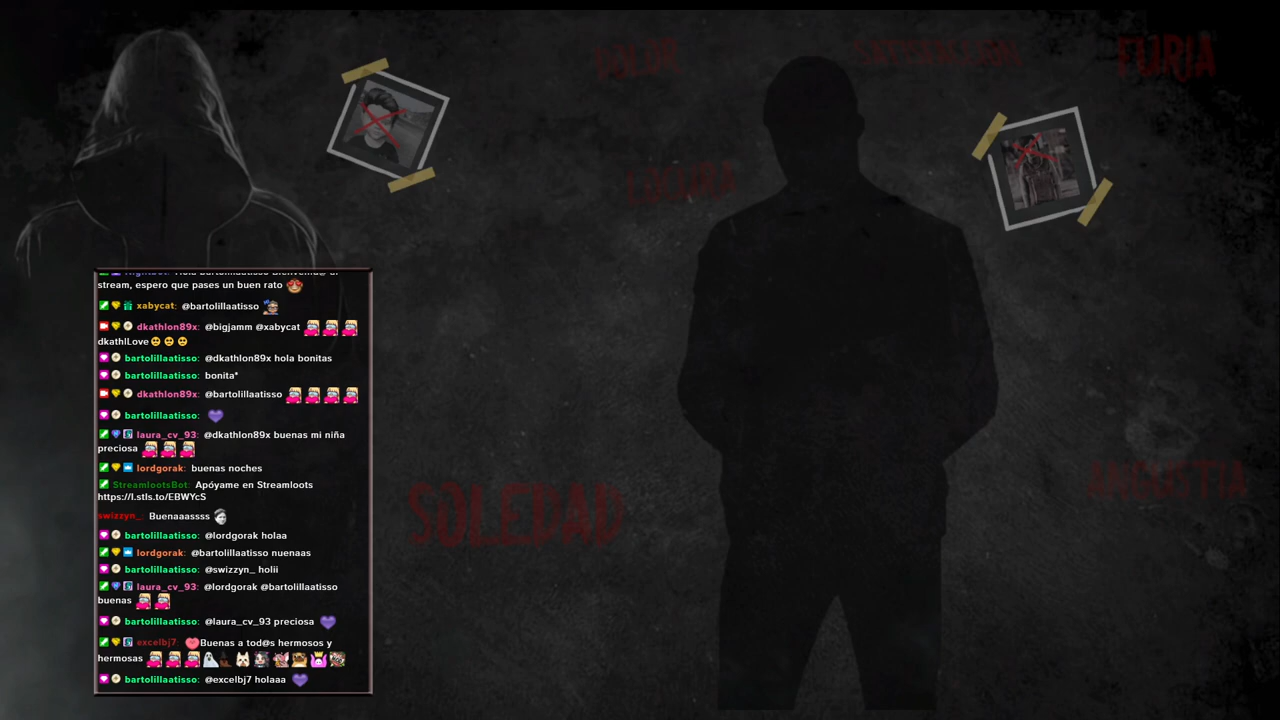 DOLOR
SATANISMO
FURIA
LOCURA
SOLEDAD
ANGUSTIA
stream, espero que pases un buen rato
xabycat: @bartolillaatisso
dkathlon89x: @bigjamm @xabycat
dkathlLove
bartolillaatisso: @dkathlon89x hola bonitas
bartolillaatisso: bonita*
dkathlon89x: @bartolillaatisso
bartolillaatisso:
laura_cv_93: @dkathlon89x buenas mi niña
preciosa
lordgorak: buenas noches
StreamlootsBot: Apóyame en Streamloots
https://l.stls.to/EBWYcS
swizzyn_: Buenaaassss
bartolillaatisso: @lordgorak holaa
lordgorak: @bartolillaatisso nuenaas
bartolillaatisso: @swizzyn_ holii
laura_cv_93: @lordgorak @bartolillaatisso
buenas
bartolillaatisso: @laura_cv_93 preciosa
excelbj7: Buenas a tod@s hermosos y
hermosas
bartolillaatisso: @excelbj7 holaaa